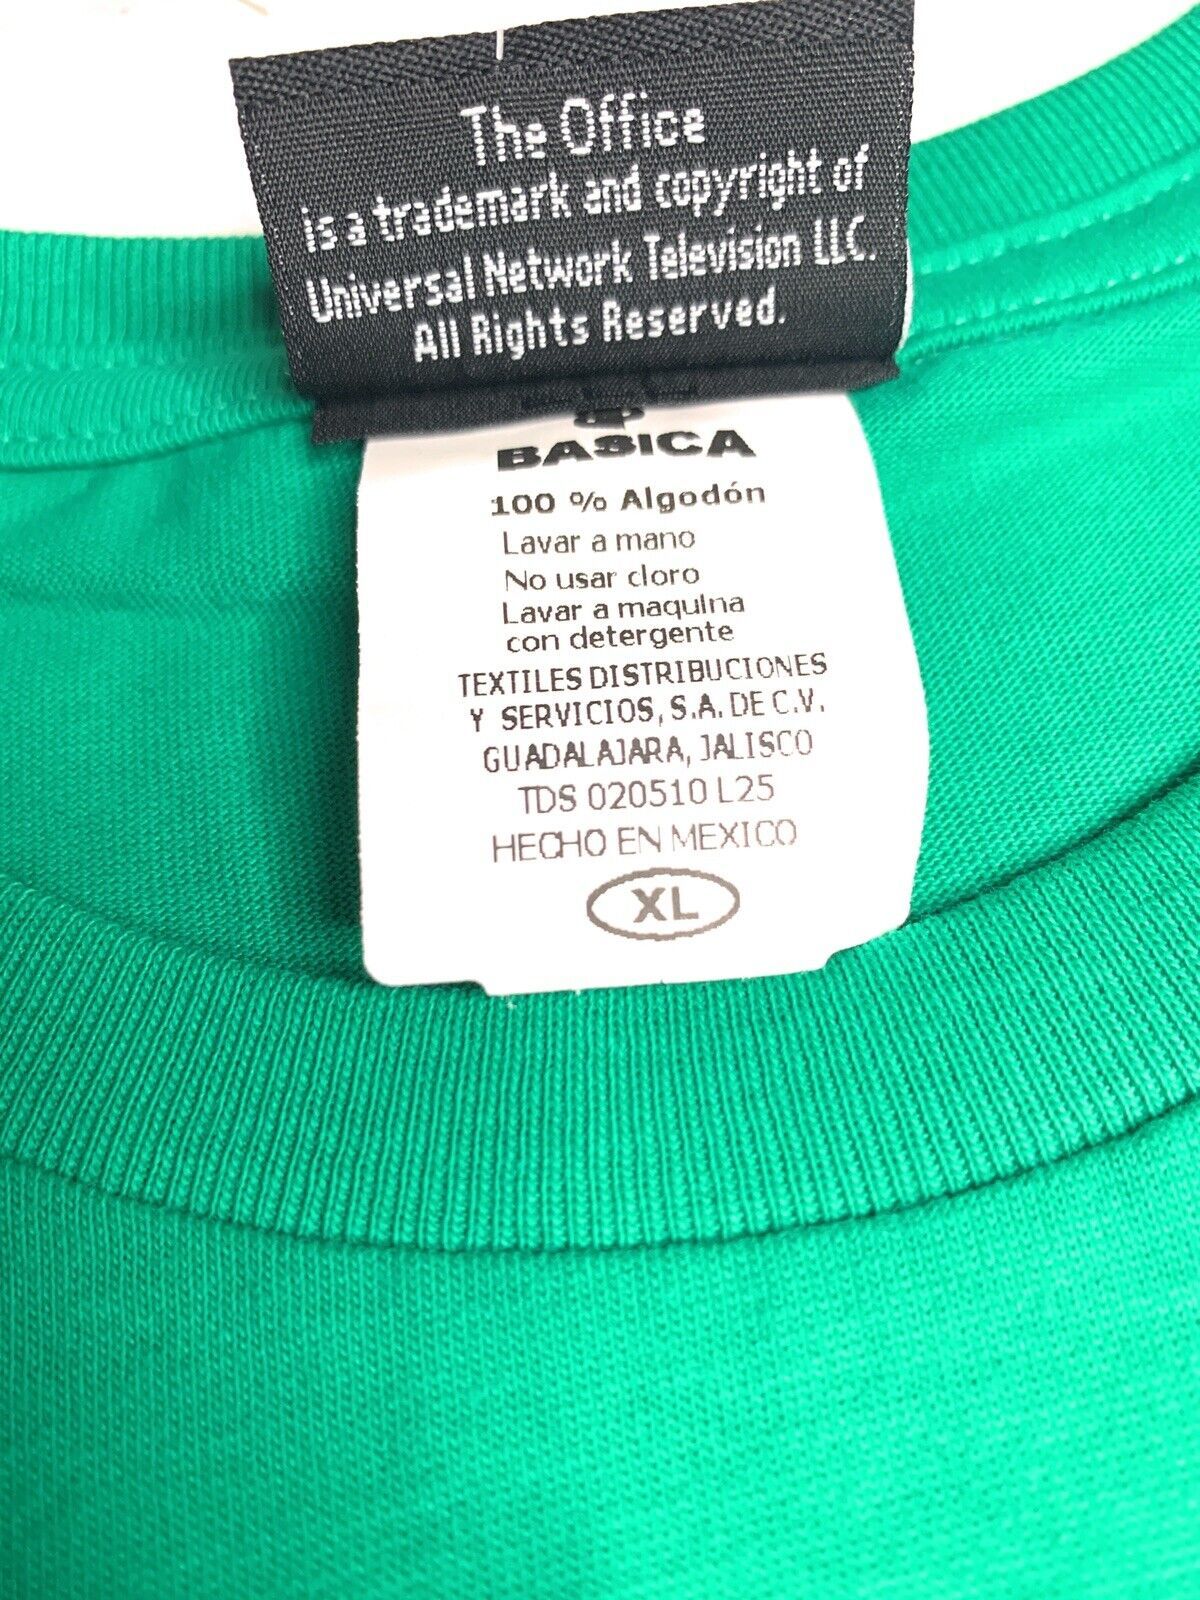 The Office
is a trademark and copyright of
Universal Network Television LLC.
All Rights Reserved.
BASICA
100 % Algodón
Lavar a mano
No usar cloro
Lavar a maquina
con detergente
TEXTILES DISTRIBUCIONES
Y SERVICIOS, S.A. DE C.V.
GUADALAJARA, JALISCO
TDS 020510 L25
HECHO EN MEXICO
XL